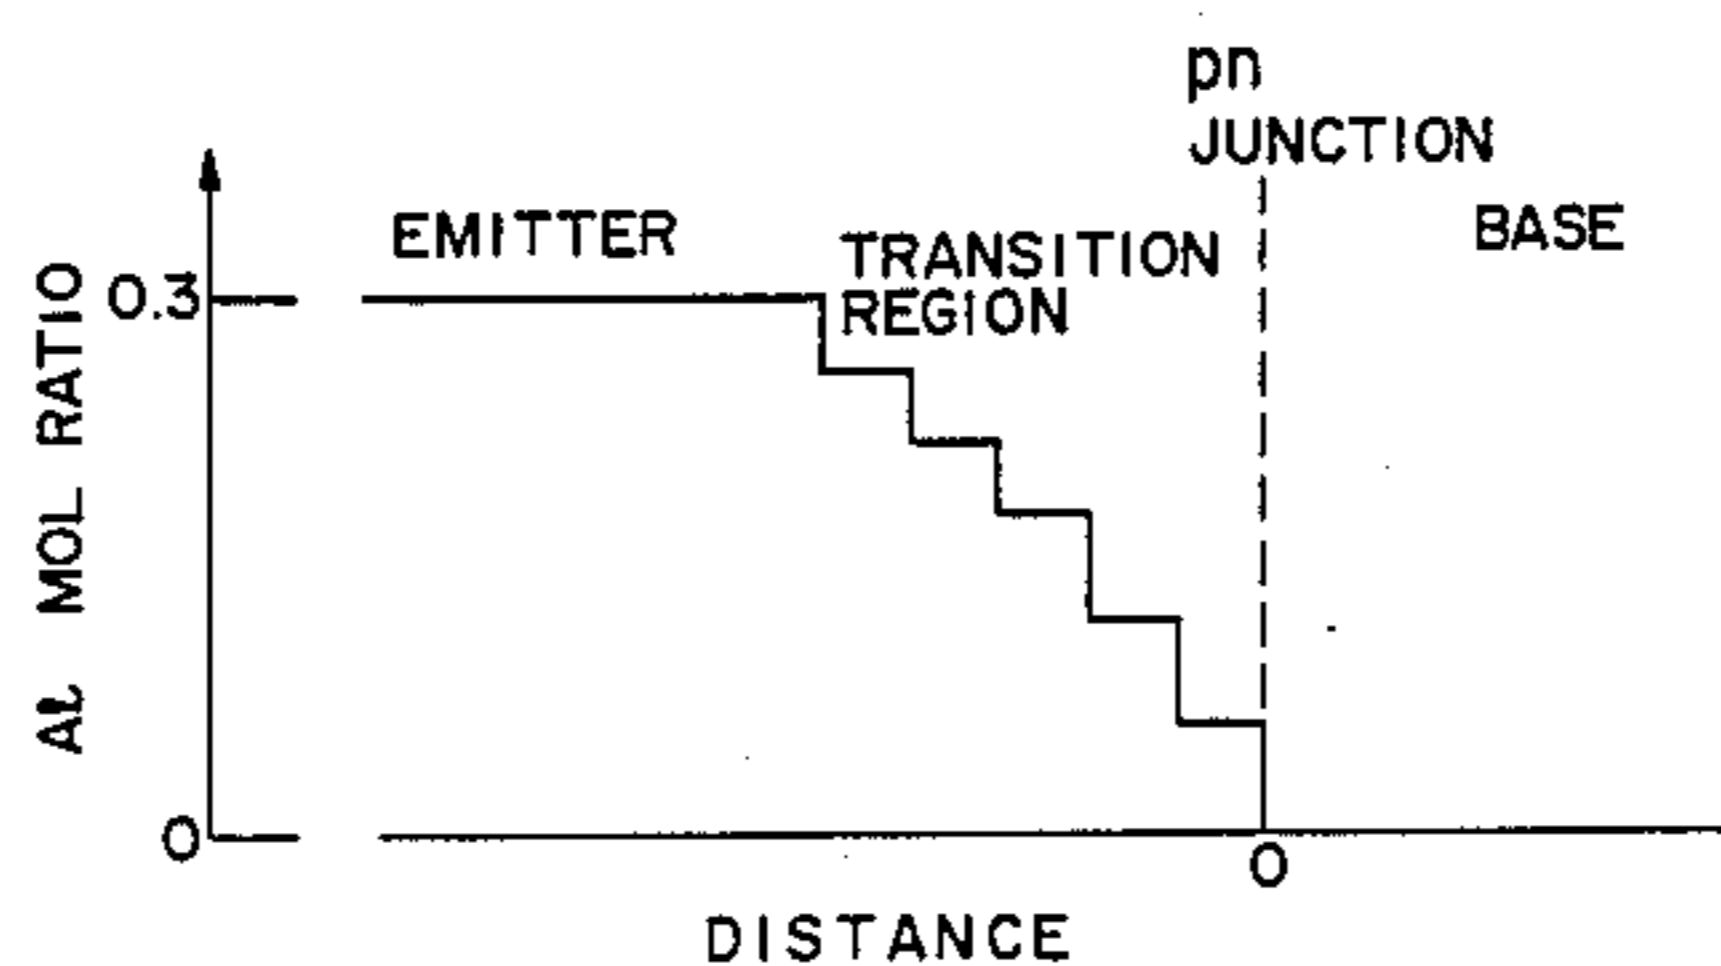 pn
JUNCTION
EMITTER
TRANSITION
REGION
BASE
0.3
Aℓ MOL RATIO
0
0
DISTANCE